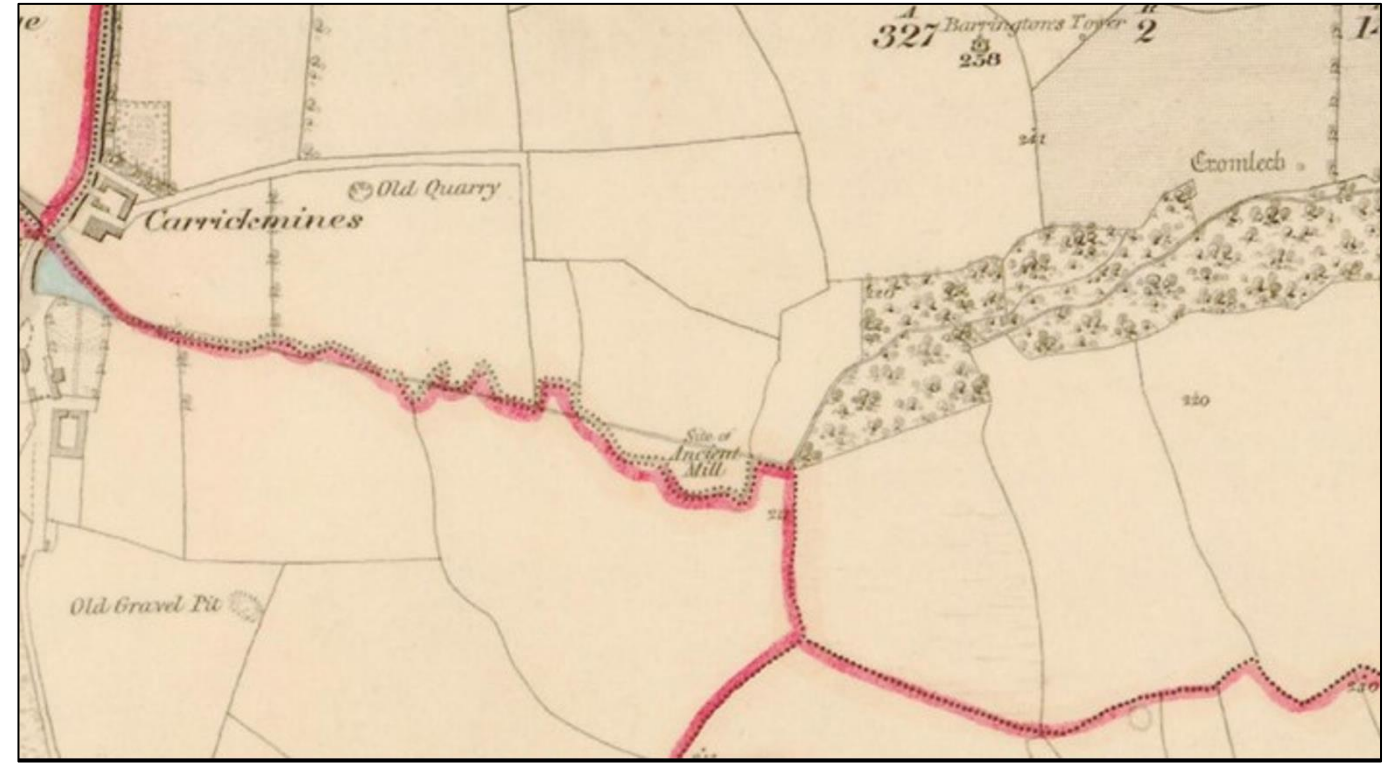 327
Barrington's Tower
258
2
241
Cromlech
Old Quarry
Carrickmines
220
Site of
Ancient
Mill
Old Gravel Pit